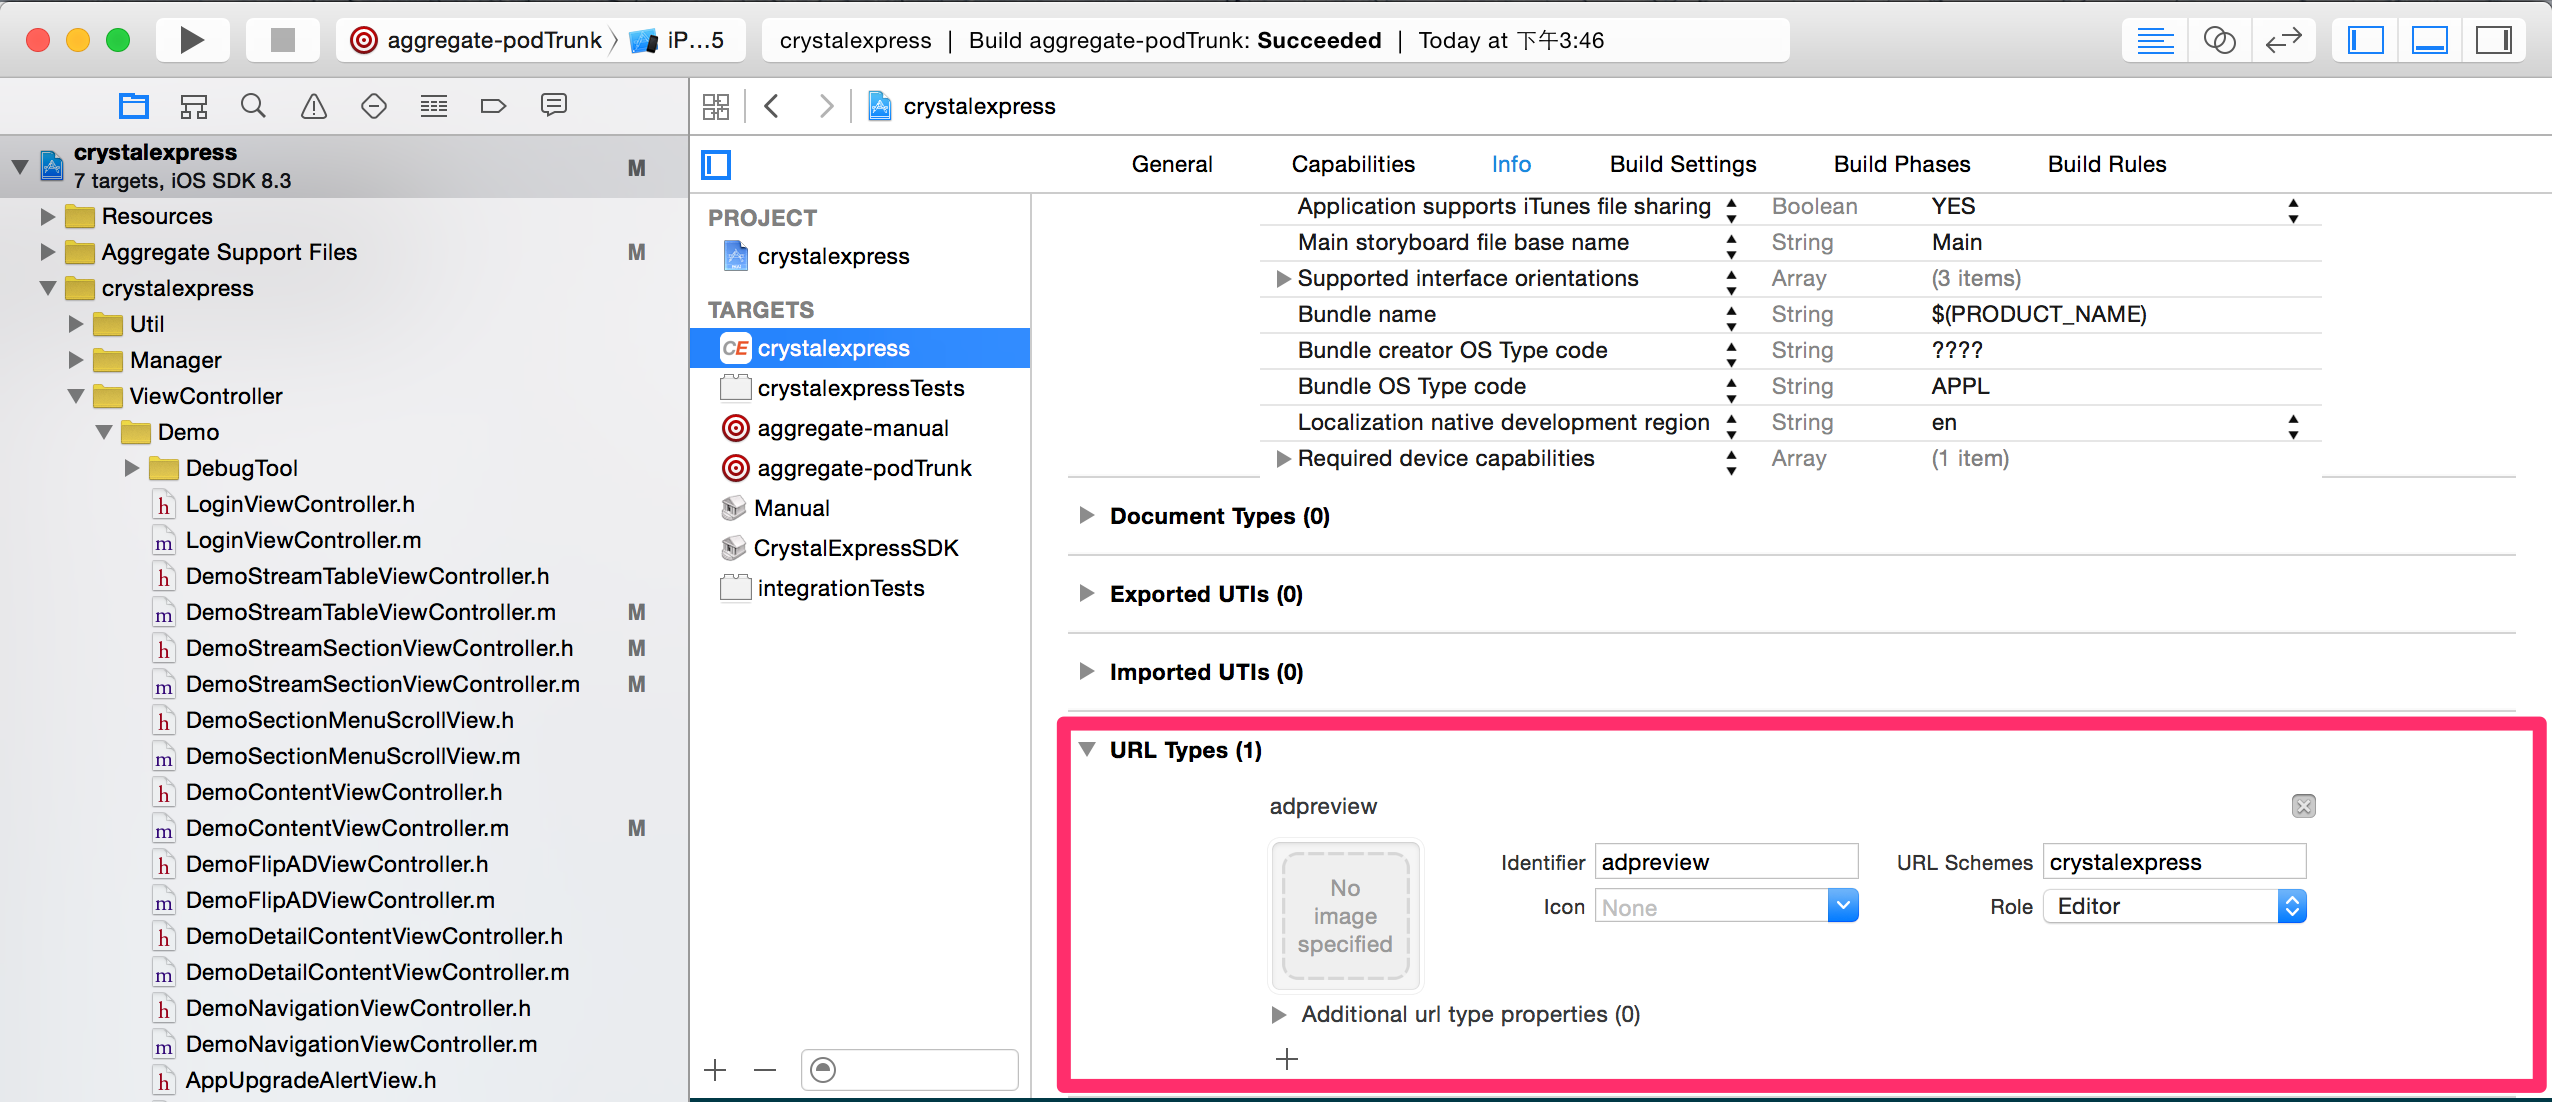 aggregate-podTrunk 〉 iP...5
crystalexpress | Build aggregate-podTrunk: Succeeded | Today at 下午3:46
crystalexpress
7 targets, iOS SDK 8.3
M
Resources
Aggregate Support Files M
crystalexpress
Util
Manager
ViewController
Demo
DebugTool
h LoginViewController.h
m LoginViewController.m
h DemoStreamTableViewController.h
m DemoStreamTableViewController.m M
h DemoStreamSectionViewController.h M
m DemoStreamSectionViewController.m M
h DemoSectionMenuScrollView.h
m DemoSectionMenuScrollView.m
h DemoContentViewController.h
m DemoContentViewController.m M
h DemoFlipADViewController.h
m DemoFlipADViewController.m
h DemoDetailContentViewController.h
m DemoDetailContentViewController.m
h DemoNavigationViewController.h
m DemoNavigationViewController.m
h AppUpgradeAlertView.h
crystalexpress
General Capabilities Info Build Settings Build Phases Build Rules
PROJECT
crystalexpress
TARGETS
CE crystalexpress
crystalexpressTests
aggregate-manual
aggregate-podTrunk
Manual
CrystalExpressSDK
integrationTests
Application supports iTunes file sharing Boolean YES
Main storyboard file base name String Main
Supported interface orientations Array (3 items)
Bundle name String $(PRODUCT_NAME)
Bundle creator OS Type code String ????
Bundle OS Type code String APPL
Localization native development region String en
Required device capabilities Array (1 item)
Document Types (0)
Exported UTIs (0)
Imported UTIs (0)
URL Types (1)
adpreview
No
image
specified
Identifier adpreview URL Schemes crystalexpress
Icon None Role Editor
Additional url type properties (0)